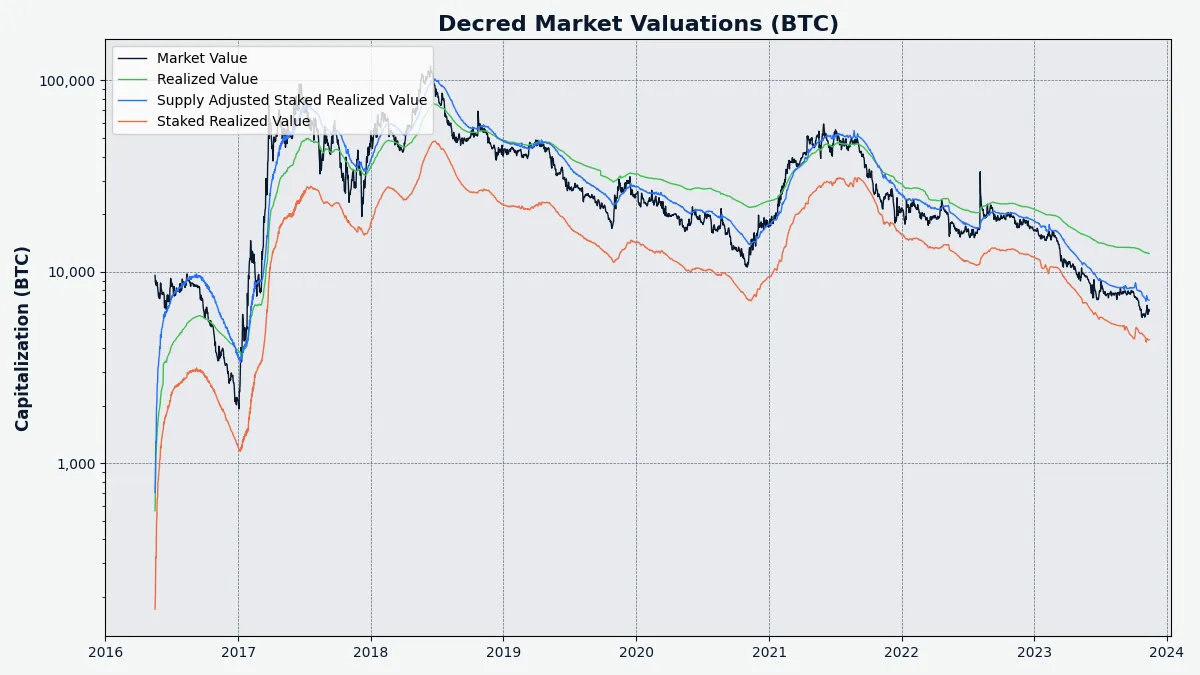 Decred Market Valuations (BTC)
Market Value
Realized Value
Supply Adjusted Staked Realized Value
Staked Realized Value
100,000
10,000
1,000
Capitalization (BTC)
2016 2017 2018 2019 2020 2021 2022 2023 2024